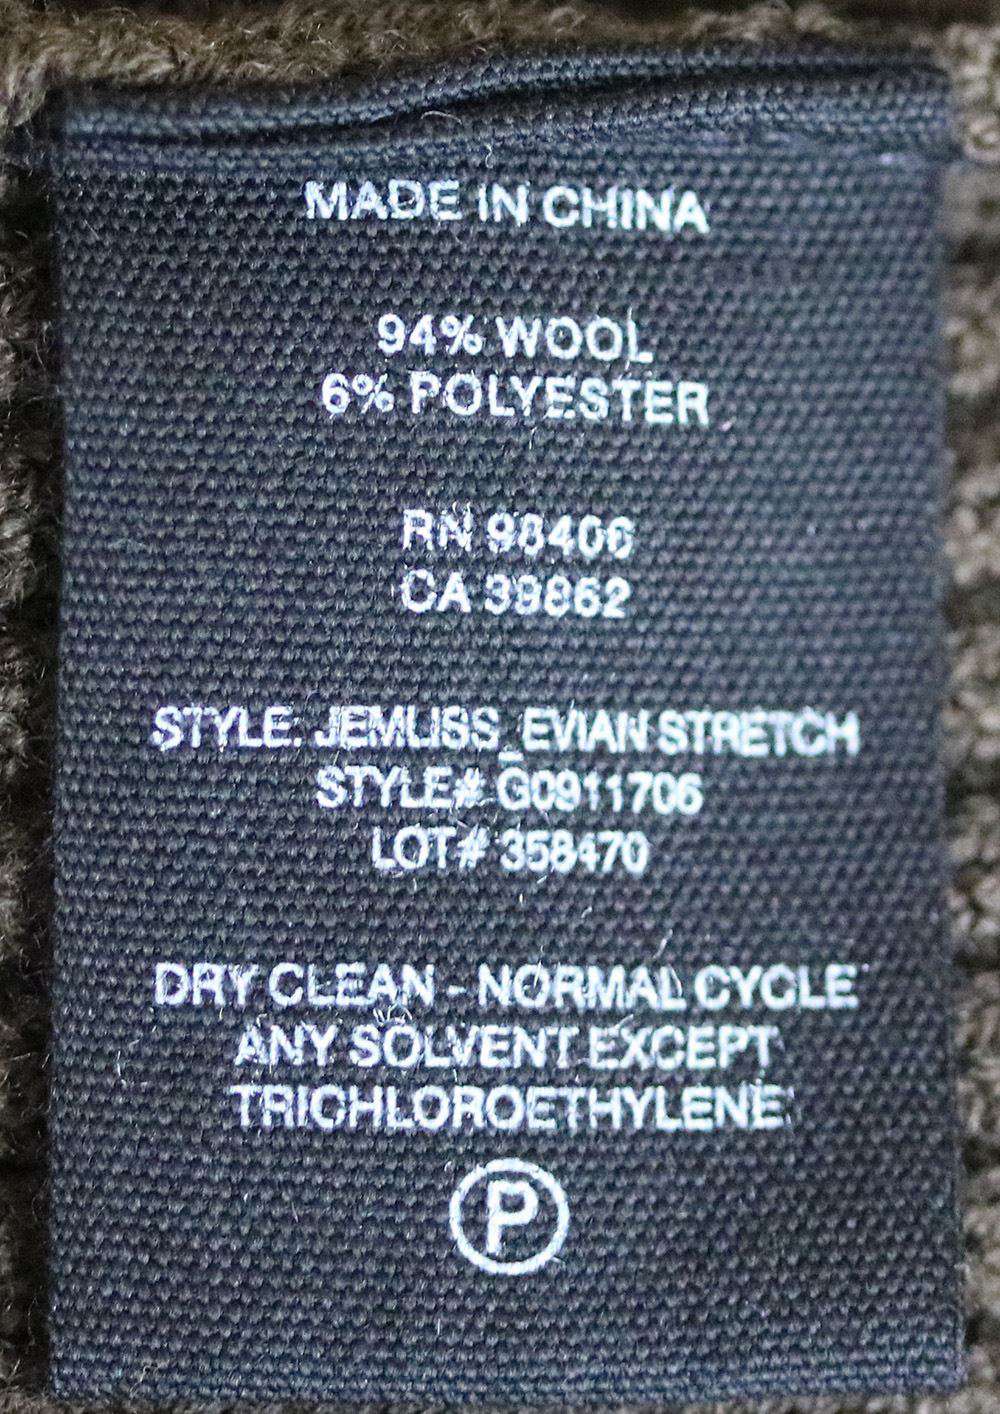 MADE IN CHINA
94% WOOL
6% POLYESTER
RN 98406
CA 39862
STYLE: JEMLISS_EVIAN STRETCH
STYLE# G0911706
LOT# 358470
DRY CLEAN - NORMAL CYCLE
ANY SOLVENT EXCEPT
TRICHLOROETHYLENE
P